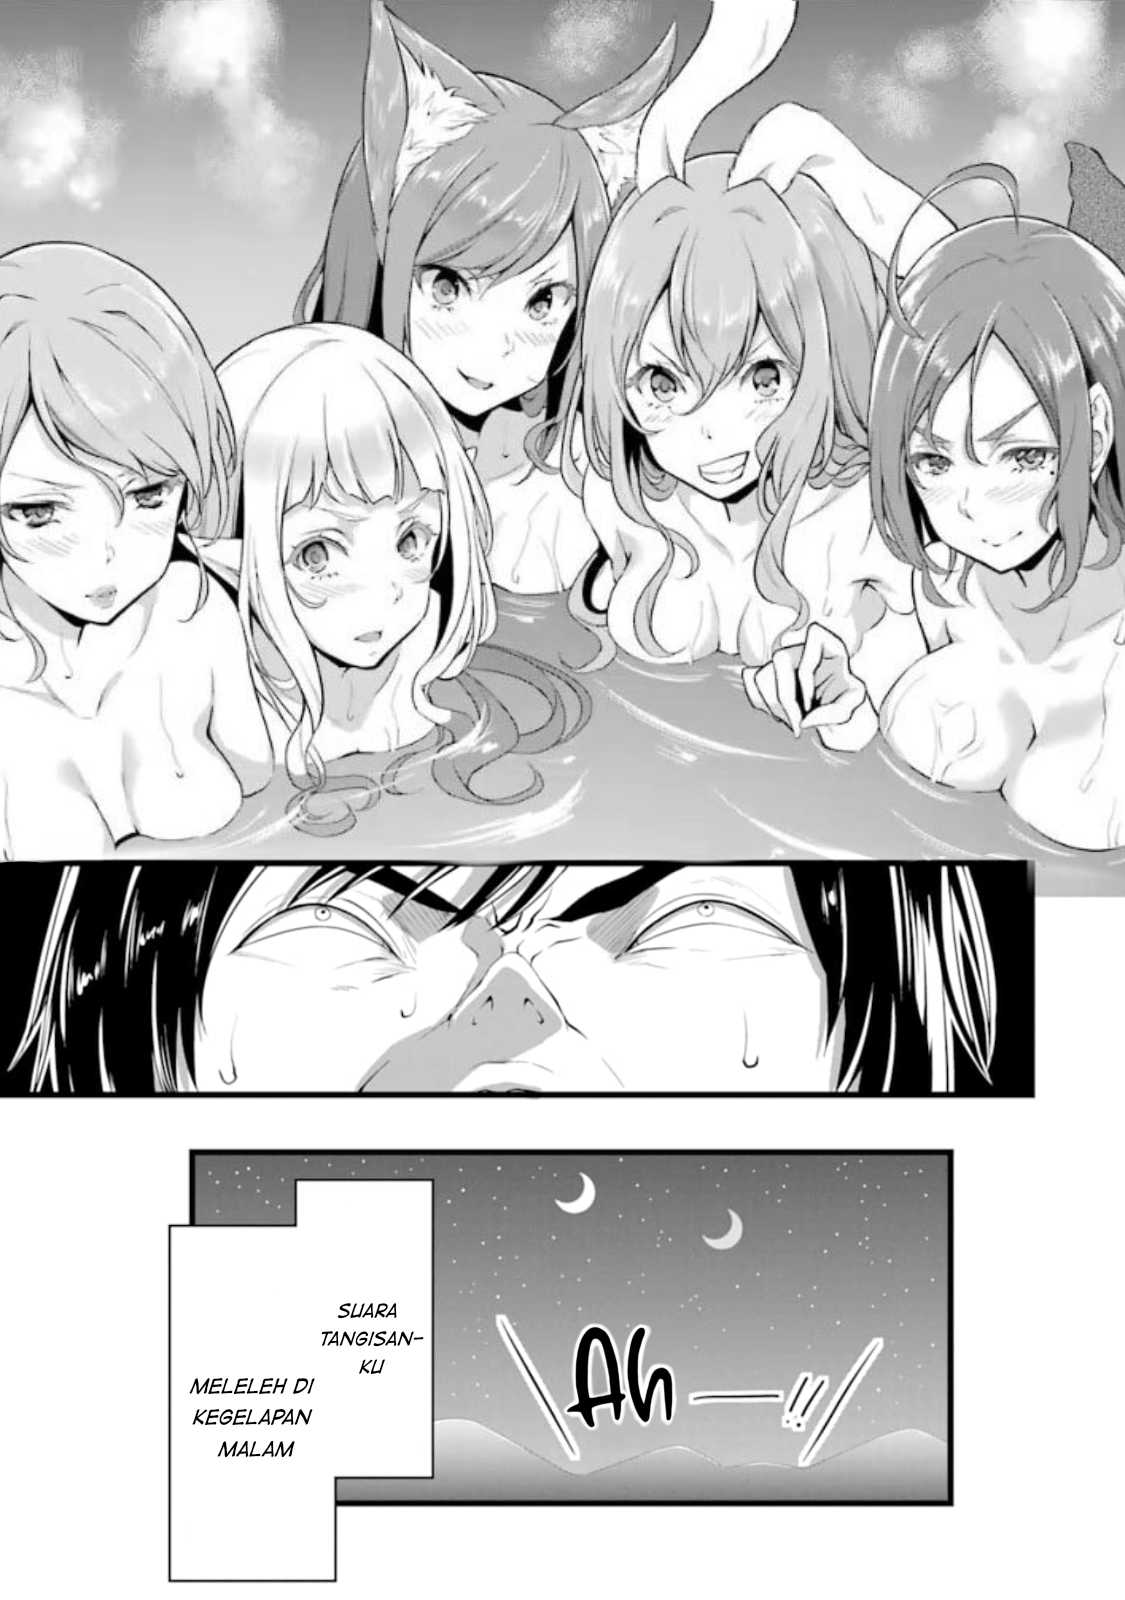 SUARA
TANGISAN-
KU
MELELEH DI
KEGELAPAN
MALAM
Ah —!!